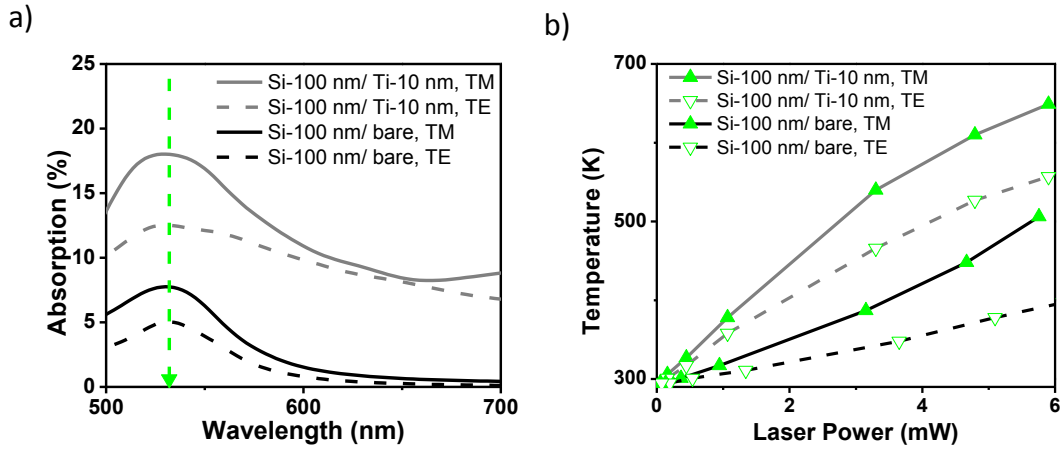 a)
25
20
15
10
5
0
Absorption (%)
Si-100 nm/ Ti-10 nm, TM
Si-100 nm/ Ti-10 nm, TE
Si-100 nm/ bare, TM
Si-100 nm/ bare, TE
500
600
700
Wavelength (nm)
b)
700
500
300
Temperature (K)
Si-100 nm/ Ti-10 nm, TM
Si-100 nm/ Ti-10 nm, TE
Si-100 nm/ bare, TM
Si-100 nm/ bare, TE
0
2
4
6
Laser Power (mW)